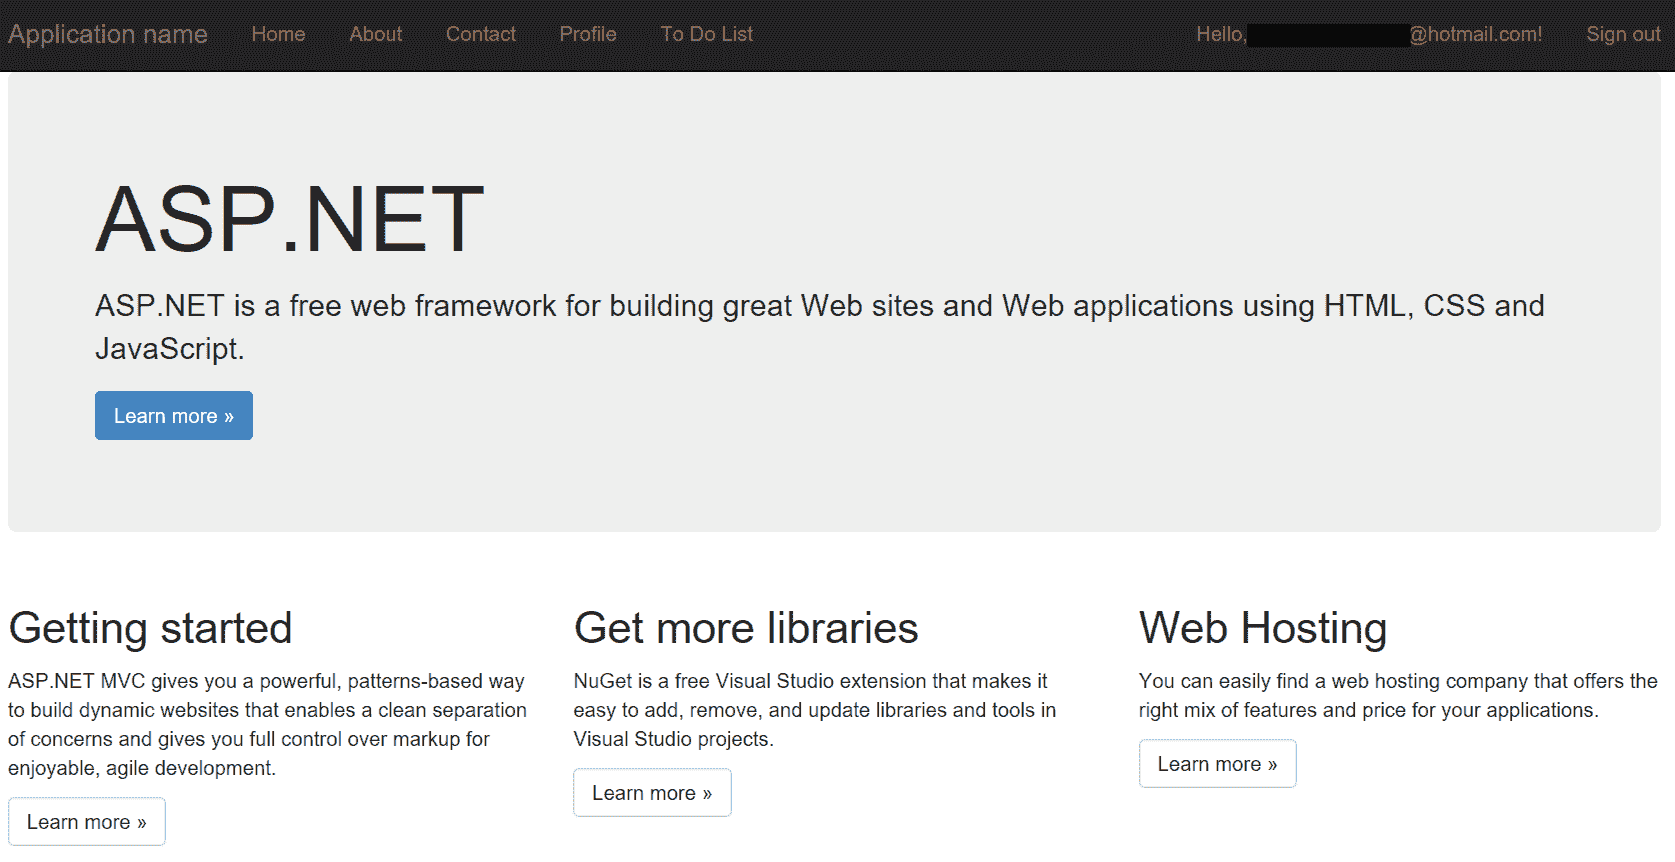 Application name Home About Contact Profile To Do List Hello, @hotmail.com! Sign out
ASP.NET
ASP.NET is a free web framework for building great Web sites and Web applications using HTML, CSS and
JavaScript.
Learn more »
Getting started
ASP.NET MVC gives you a powerful, patterns-based way
to build dynamic websites that enables a clean separation
of concerns and gives you full control over markup for
enjoyable, agile development.
Learn more »
Get more libraries
NuGet is a free Visual Studio extension that makes it
easy to add, remove, and update libraries and tools in
Visual Studio projects.
Learn more »
Web Hosting
You can easily find a web hosting company that offers the
right mix of features and price for your applications.
Learn more »